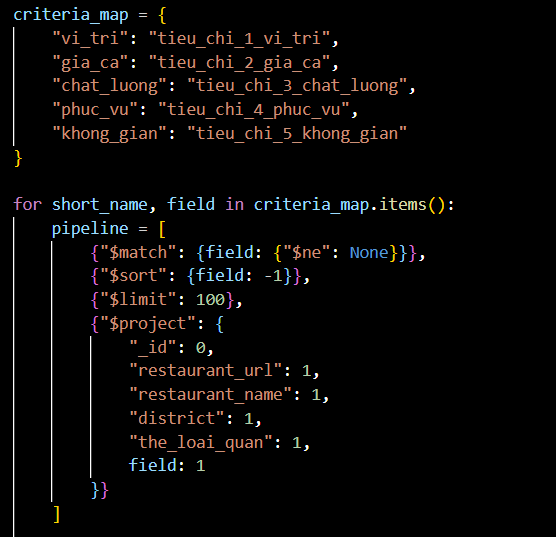 criteria_map = {
    "vi_tri": "tieu_chi_1_vi_tri",
    "gia_ca": "tieu_chi_2_gia_ca",
    "chat_luong": "tieu_chi_3_chat_luong",
    "phuc_vu": "tieu_chi_4_phuc_vu",
    "khong_gian": "tieu_chi_5_khong_gian"
}

for short_name, field in criteria_map.items():
    pipeline = [
        {"$match": {field: {"$ne": None}}},
        {"$sort": {field: -1}},
        {"$limit": 100},
        {"$project": {
            "_id": 0,
            "restaurant_url": 1,
            "restaurant_name": 1,
            "district": 1,
            "the_loai_quan": 1,
            field: 1
        }}
    ]